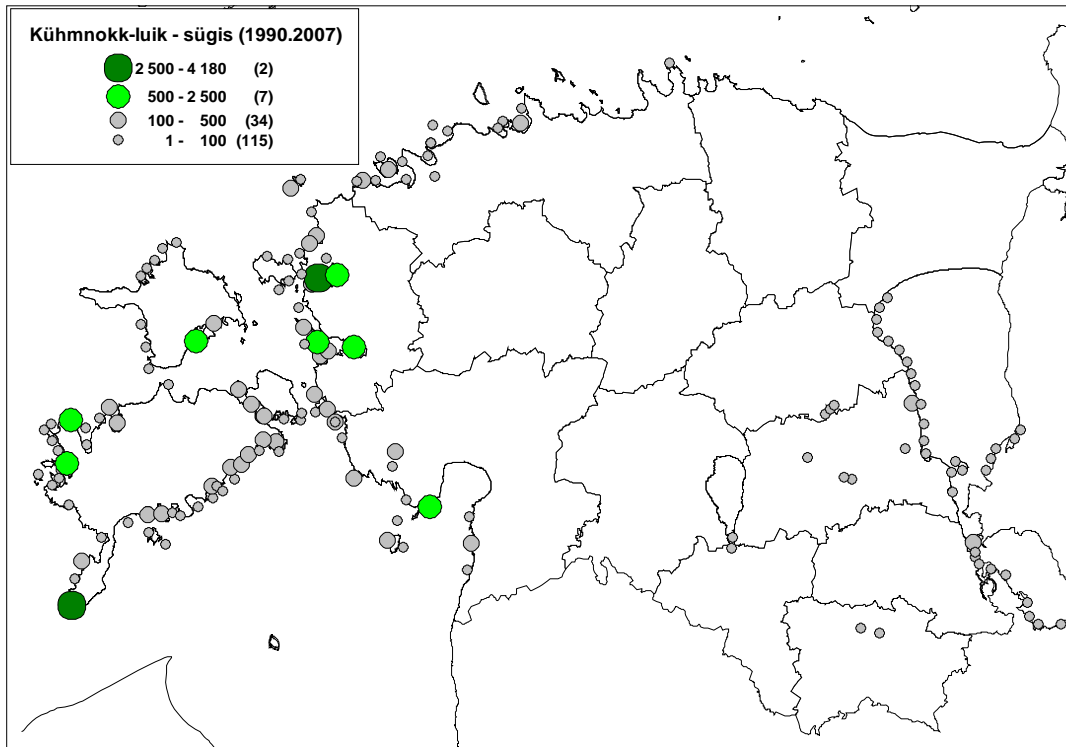 Kühmnokk-luik - sügis (1990.2007)
2 500 - 4 180 (2)
500 - 2 500 (7)
100 - 500 (34)
1 - 100 (115)